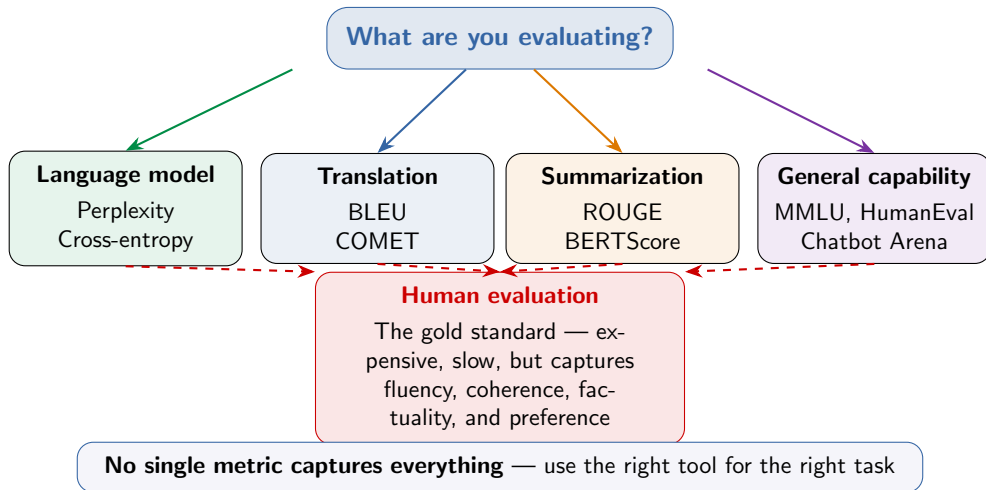 What are you evaluating?
Language model
Perplexity
Cross-entropy
Translation
BLEU
COMET
Summarization
ROUGE
BERTScore
General capability
MMLU, HumanEval
Chatbot Arena
Human evaluation
The gold standard — ex-
pensive, slow, but captures
fluency, coherence, fac-
tuality, and preference
No single metric captures everything — use the right tool for the right task